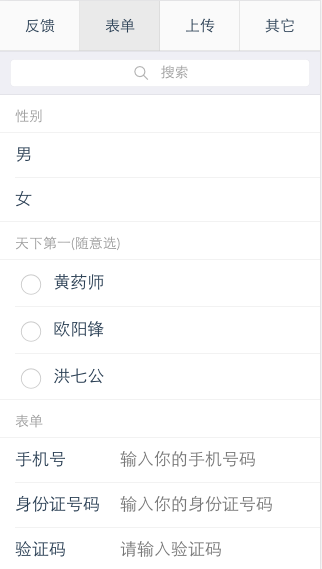 反馈 表单 上传 其它
搜索
性别
男
女
天下第一(随意选)
黄药师
欧阳锋
洪七公
表单
手机号 输入你的手机号码
身份证号码 输入你的身份证号码
验证码 请输入验证码